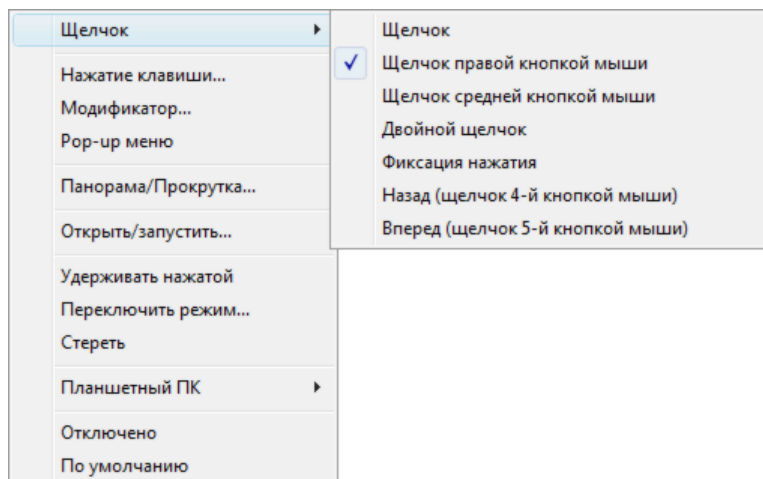 Щелчок
Нажатие клавиши...
Модификатор...
Pop-up меню
Панорама/Прокрутка...
Открыть/запустить...
Удерживать нажатой
Переключить режим...
Стереть
Планшетный ПК
Отключено
По умолчанию
Щелчок
Щелчок правой кнопкой мыши
Щелчок средней кнопкой мыши
Двойной щелчок
Фиксация нажатия
Назад (щелчок 4-й кнопкой мыши)
Вперед (щелчок 5-й кнопкой мыши)